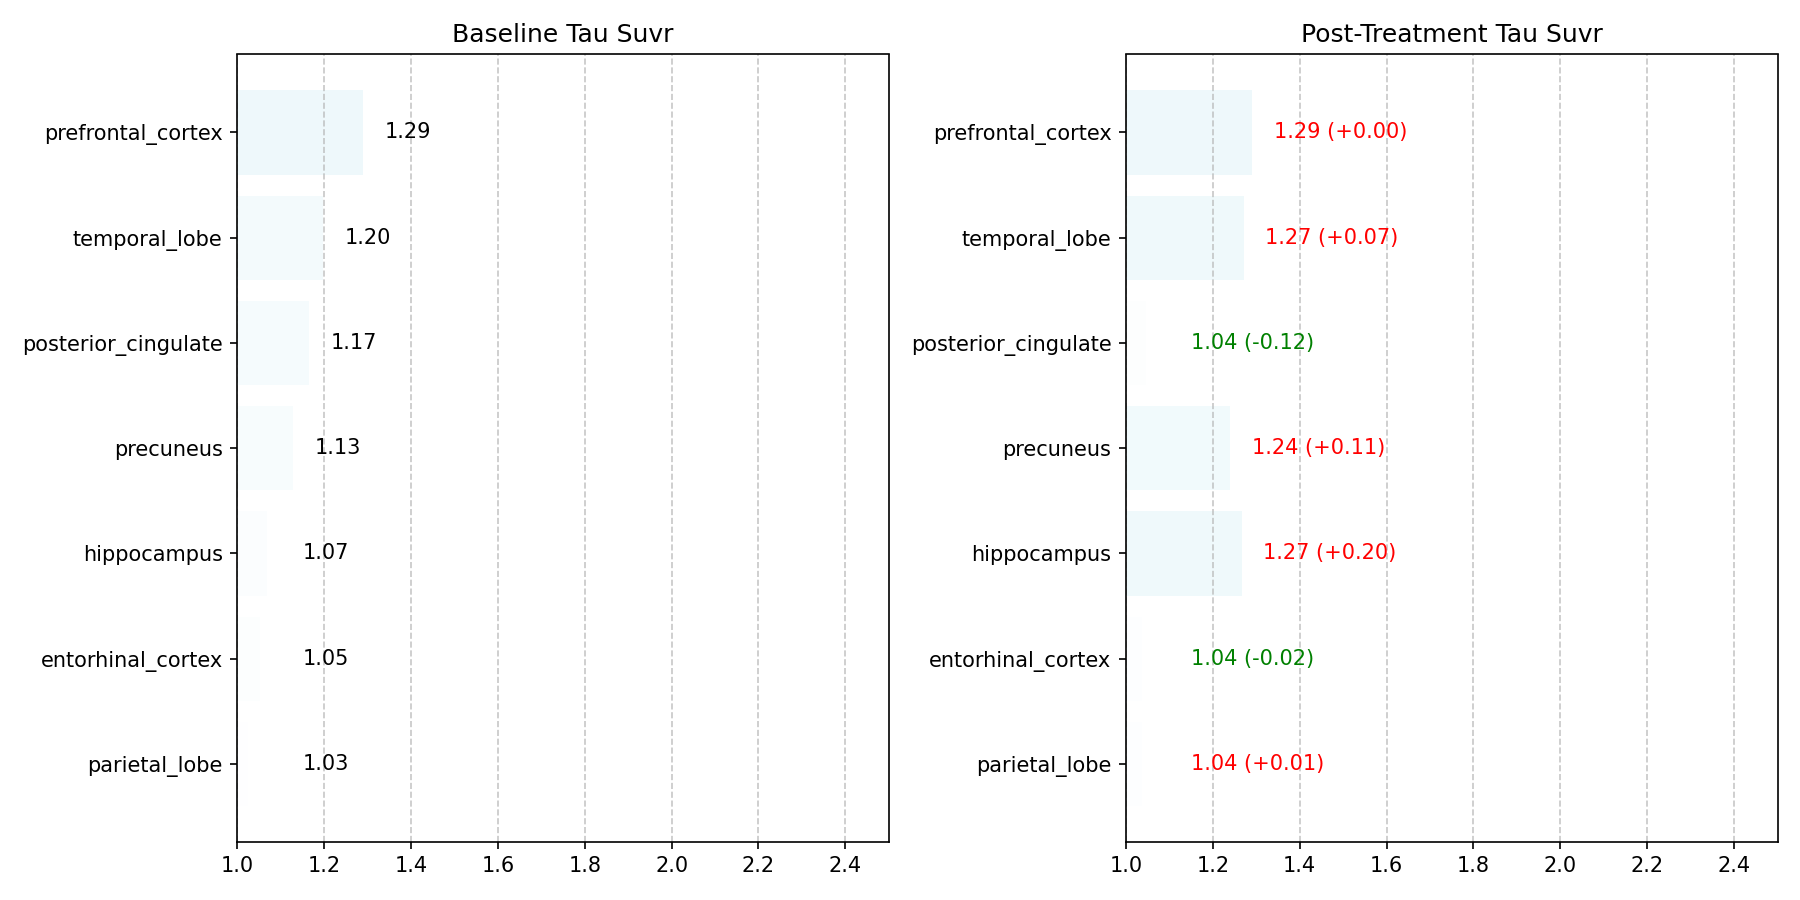 Baseline Tau Suvr
prefrontal_cortex 1.29
temporal_lobe 1.20
posterior_cingulate 1.17
precuneus 1.13
hippocampus 1.07
entorhinal_cortex 1.05
parietal_lobe 1.03
1.0 1.2 1.4 1.6 1.8 2.0 2.2 2.4
Post-Treatment Tau Suvr
prefrontal_cortex 1.29 (+0.00)
temporal_lobe 1.27 (+0.07)
posterior_cingulate 1.04 (-0.12)
precuneus 1.24 (+0.11)
hippocampus 1.27 (+0.20)
entorhinal_cortex 1.04 (-0.02)
parietal_lobe 1.04 (+0.01)
1.0 1.2 1.4 1.6 1.8 2.0 2.2 2.4